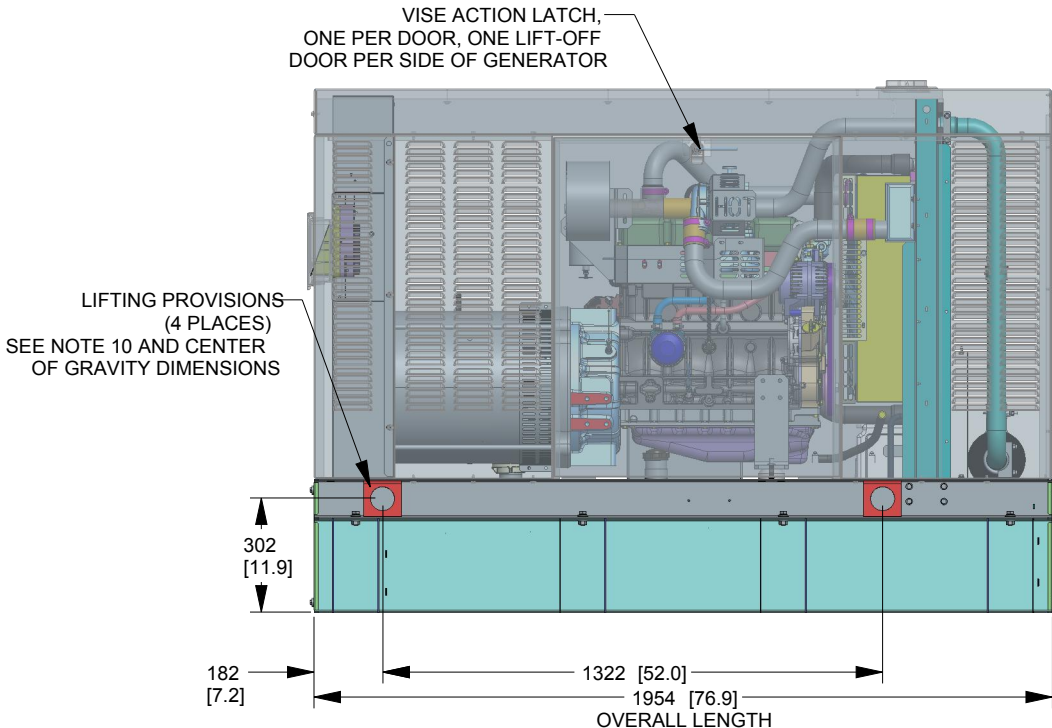 VISE ACTION LATCH,
ONE PER DOOR, ONE LIFT-OFF
DOOR PER SIDE OF GENERATOR
HOT
LIFTING PROVISIONS
(4 PLACES)
SEE NOTE 10 AND CENTER
OF GRAVITY DIMENSIONS
302
[11.9]
182
[7.2]
1322 [52.0]
1954 [76.9]
OVERALL LENGTH